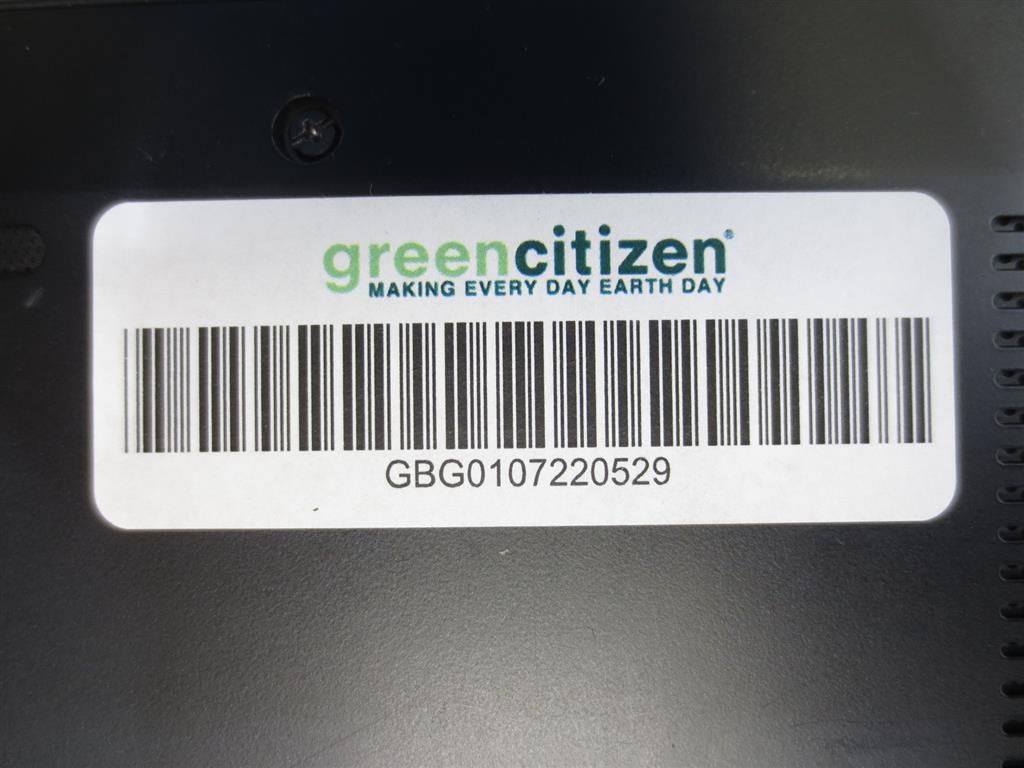 greencitizen®
MAKING EVERY DAY EARTH DAY
GBG0107220529